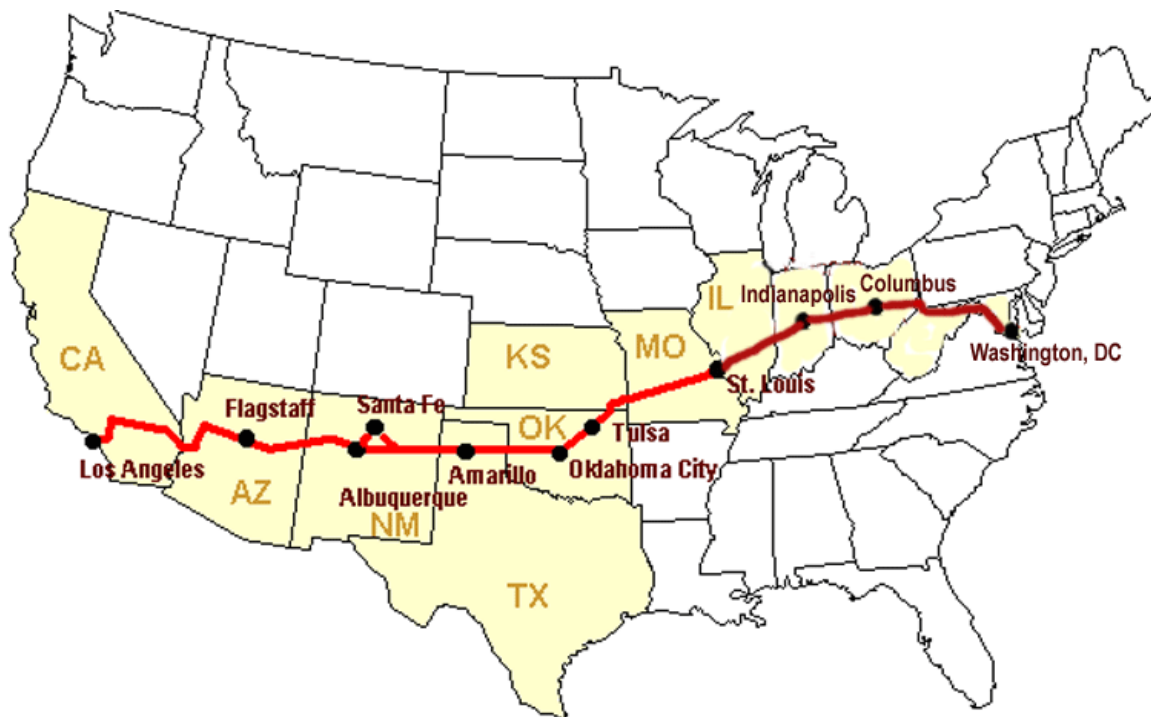 IL
Indianapolis
Columbus
KS
MO
CA
Washington, DC
St. Louis
Flagstaff
Santa Fe
OK
Tulsa
Los Angeles
Amarillo
Oklahoma City
AZ
Albuquerque
NM
TX